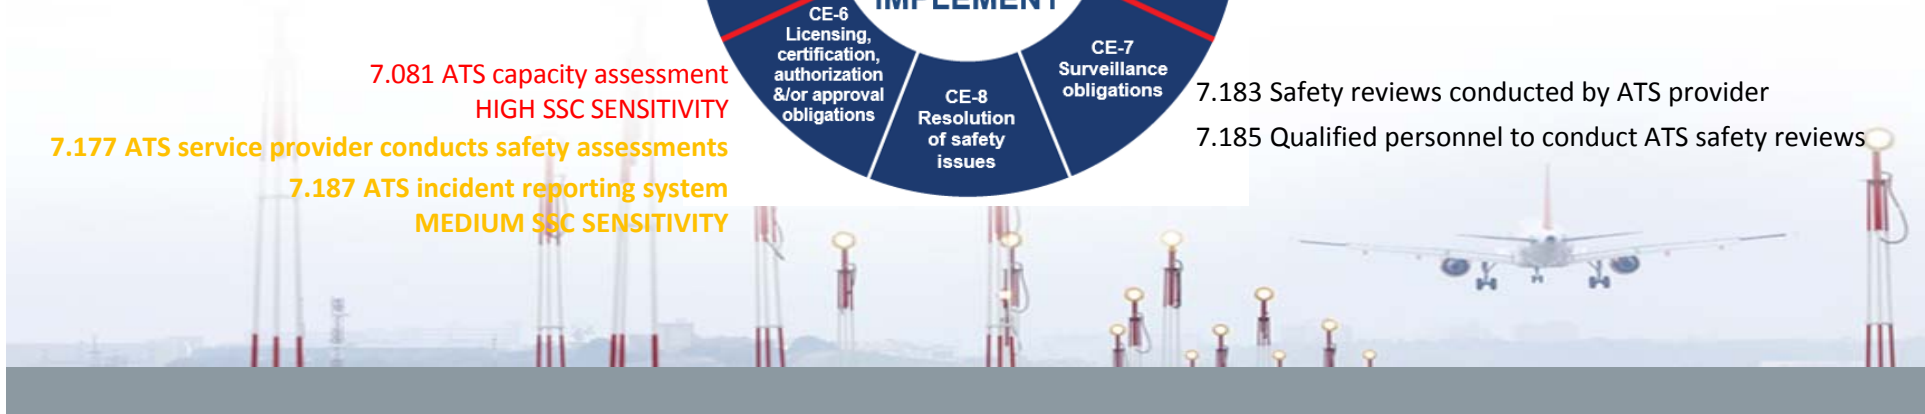 IMPLEMENT
CE-6
Licensing,
certification,
authorization
&/or approval
obligations
CE-7
Surveillance
obligations
CE-8
Resolution
of safety
issues
7.081 ATS capacity assessment
HIGH SSC SENSITIVITY
7.177 ATS service provider conducts safety assessments
7.187 ATS incident reporting system
MEDIUM SSC SENSITIVITY
7.183 Safety reviews conducted by ATS provider
7.185 Qualified personnel to conduct ATS safety reviews